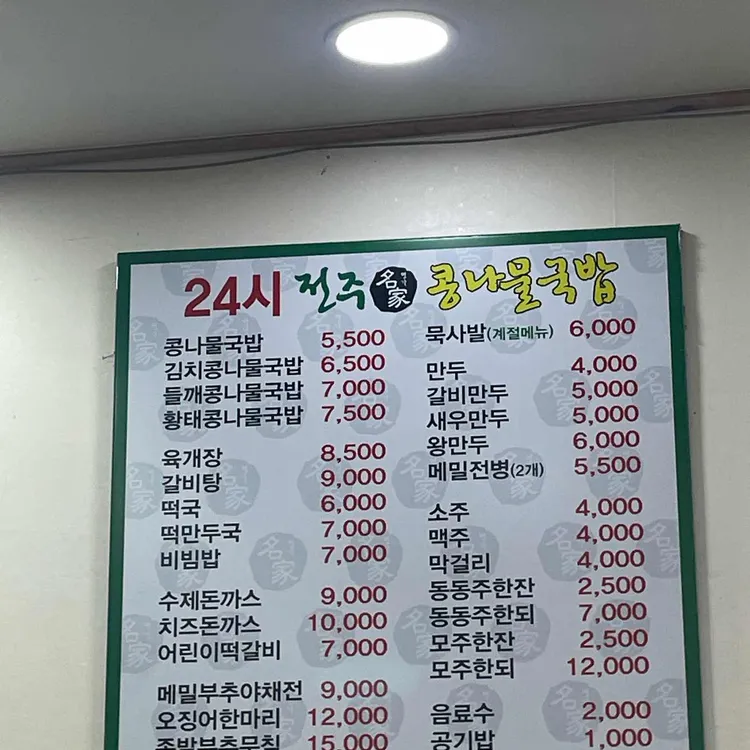 24시 전주 名家 콩나물국밥
콩나물국밥 5,500
김치콩나물국밥 6,500
들깨콩나물국밥 7,000
황태콩나물국밥 7,500
육개장 8,500
갈비탕 9,000
떡국 6,000
떡만두국 7,000
비빔밥 7,000
수제돈까스 9,000
치즈돈까스 10,000
어린이떡갈비 7,000
메밀부추야채전 9,000
오징어한마리 12,000
족발부추무침 15,000
묵사발(계절메뉴) 6,000
만두 4,000
갈비만두 5,000
새우만두 5,000
왕만두 6,000
메밀전병(2개) 5,500
소주 4,000
맥주 4,000
막걸리 4,000
동동주한잔 2,500
동동주한되 7,000
모주한잔 2,500
모주한되 12,000
음료수 2,000
공기밥 1,000